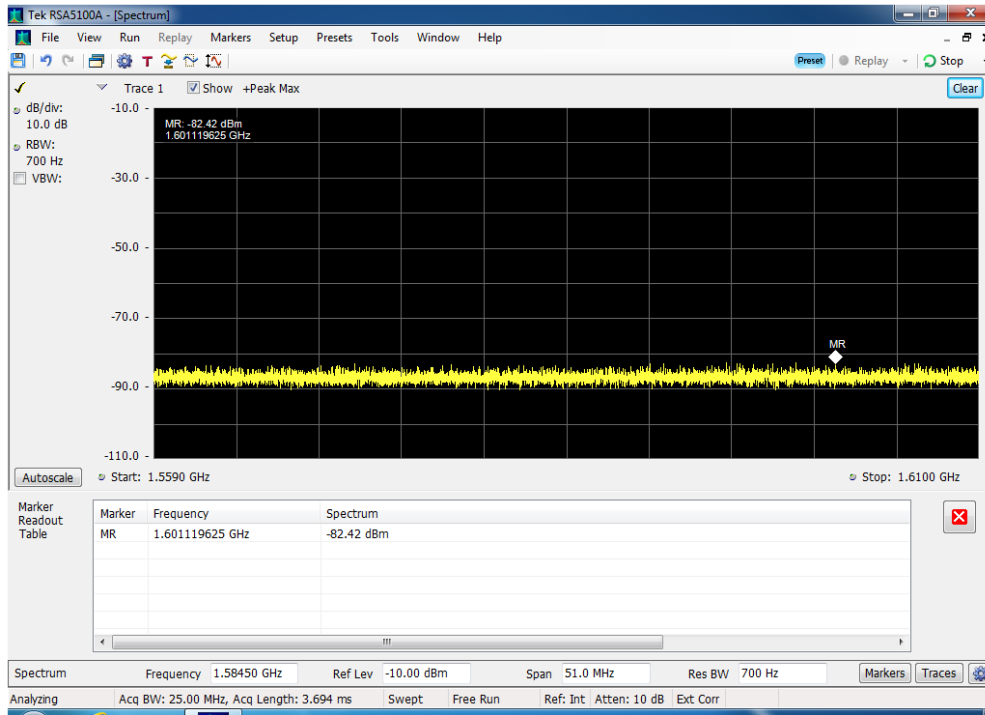 Tek RSA5100A - [Spectrum]
File View Run Replay Markers Setup Presets Tools Window Help
Preset Replay Stop
Trace 1 Show +Peak Max Clear
dB/div:
10.0 dB
RBW:
700 Hz
VBW:
-10.0
-30.0
-50.0
-70.0
-90.0
-110.0
MR: -82.42 dBm
1.601119625 GHz
MR
Autoscale Start: 1.5590 GHz Stop: 1.6100 GHz
Marker
Readout
Table
Marker Frequency Spectrum
MR 1.601119625 GHz -82.42 dBm
Spectrum Frequency 1.58450 GHz Ref Lev -10.00 dBm Span 51.0 MHz Res BW 700 Hz Markers Traces
Analyzing Acq BW: 25.00 MHz, Acq Length: 3.694 ms Swept Free Run Ref: Int Atten: 10 dB Ext Corr